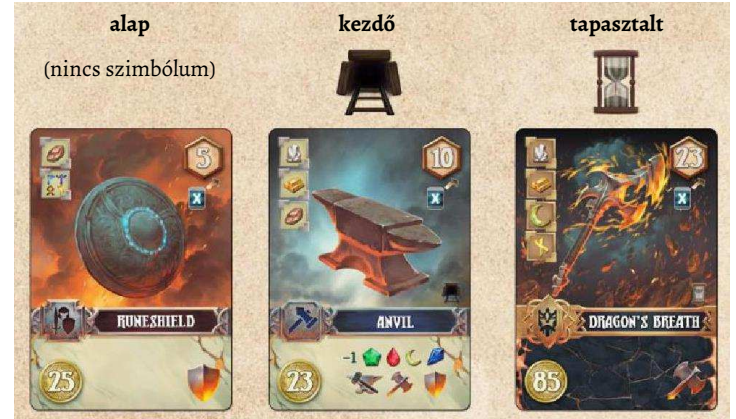 alap kezdő tapasztalt
(nincs szimbólum)
5 10 23
X X X
RUNESHIELD ANVIL DRAGON'S BREATH
-1
25 23 85